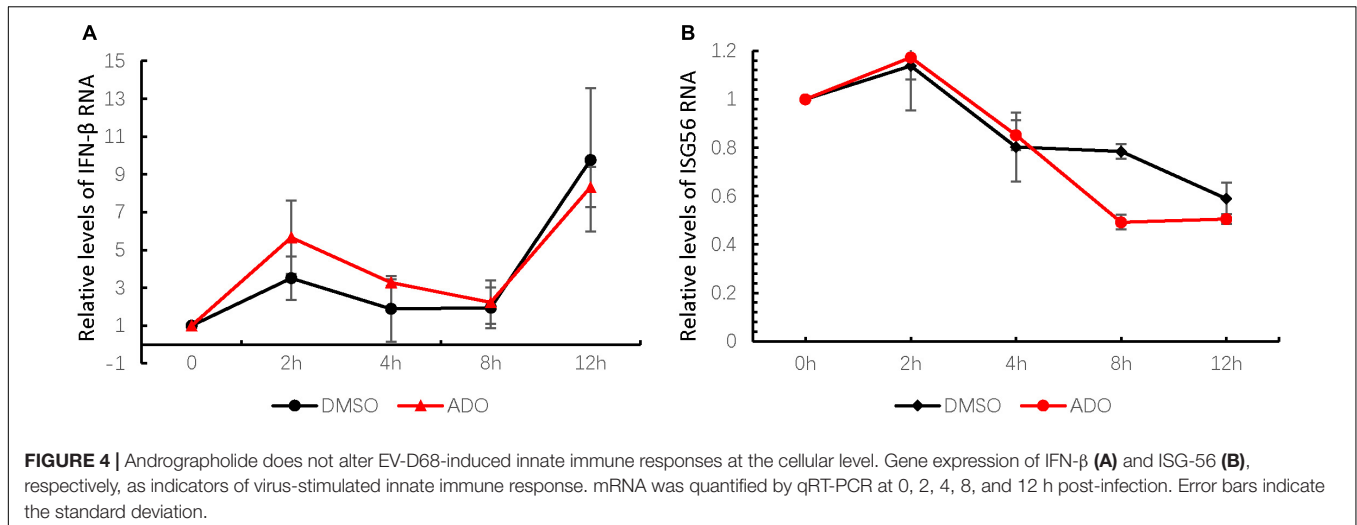 A
Relative levels of IFN-β RNA
15
13
11
9
7
5
3
1
-1
0 2h 4h 8h 12h
DMSO ADO
B
Relative levels of ISG56 RNA
1.2
1
0.8
0.6
0.4
0.2
0
0h 2h 4h 8h 12h
DMSO ADO
FIGURE 4 | Andrographolide does not alter EV-D68-induced innate immune responses at the cellular level. Gene expression of IFN-β (A) and ISG-56 (B),
respectively, as indicators of virus-stimulated innate immune response. mRNA was quantified by qRT-PCR at 0, 2, 4, 8, and 12 h post-infection. Error bars indicate
the standard deviation.